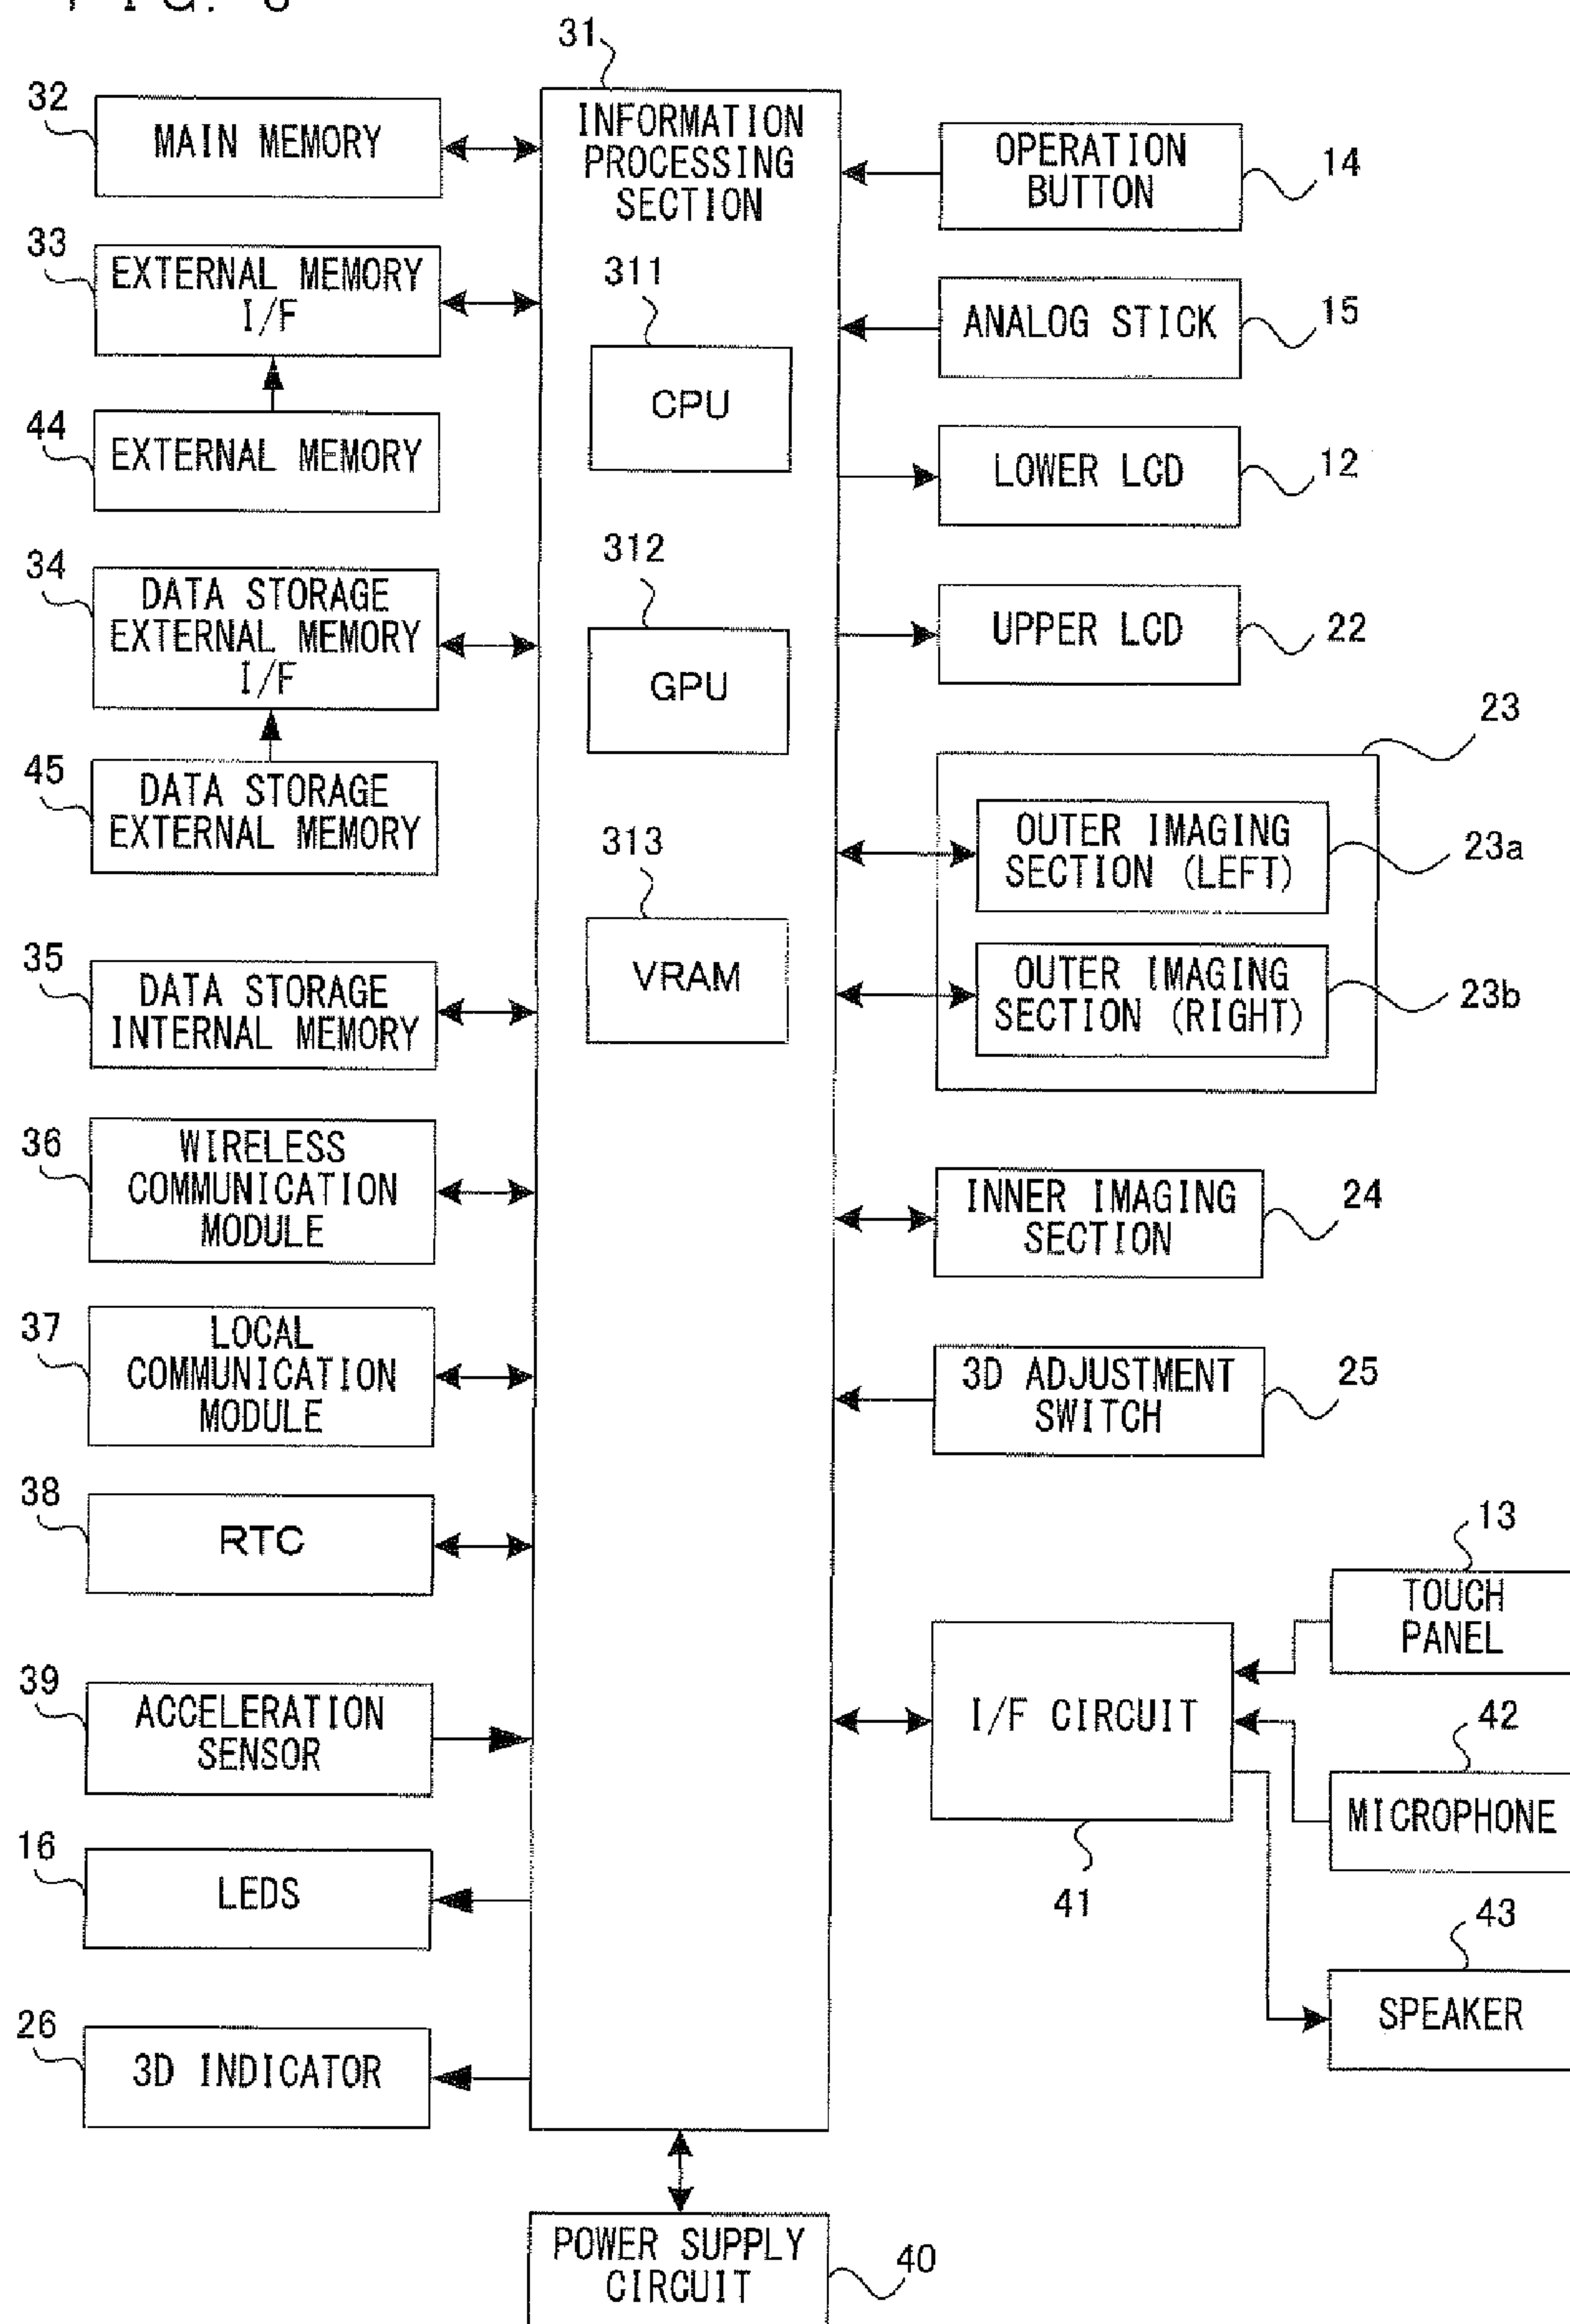 31
32
MAIN MEMORY
33
EXTERNAL MEMORY
I/F
44
EXTERNAL MEMORY
34
DATA STORAGE
EXTERNAL MEMORY
I/F
45
DATA STORAGE
EXTERNAL MEMORY
35
DATA STORAGE
INTERNAL MEMORY
36
WIRELESS
COMMUNICATION
MODULE
37
LOCAL
COMMUNICATION
MODULE
38
RTC
39
ACCELERATION
SENSOR
16
LEDS
26
3D INDICATOR
INFORMATION
PROCESSING
SECTION
311
CPU
312
GPU
313
VRAM
OPERATION
BUTTON
14
ANALOG STICK
15
LOWER LCD
12
UPPER LCD
22
23
OUTER IMAGING
SECTION (LEFT)
23a
OUTER IMAGING
SECTION (RIGHT)
23b
INNER IMAGING
SECTION
24
3D ADJUSTMENT
SWITCH
25
I/F CIRCUIT
41
13
TOUCH
PANEL
42
MICROPHONE
43
SPEAKER
POWER SUPPLY
CIRCUIT
40